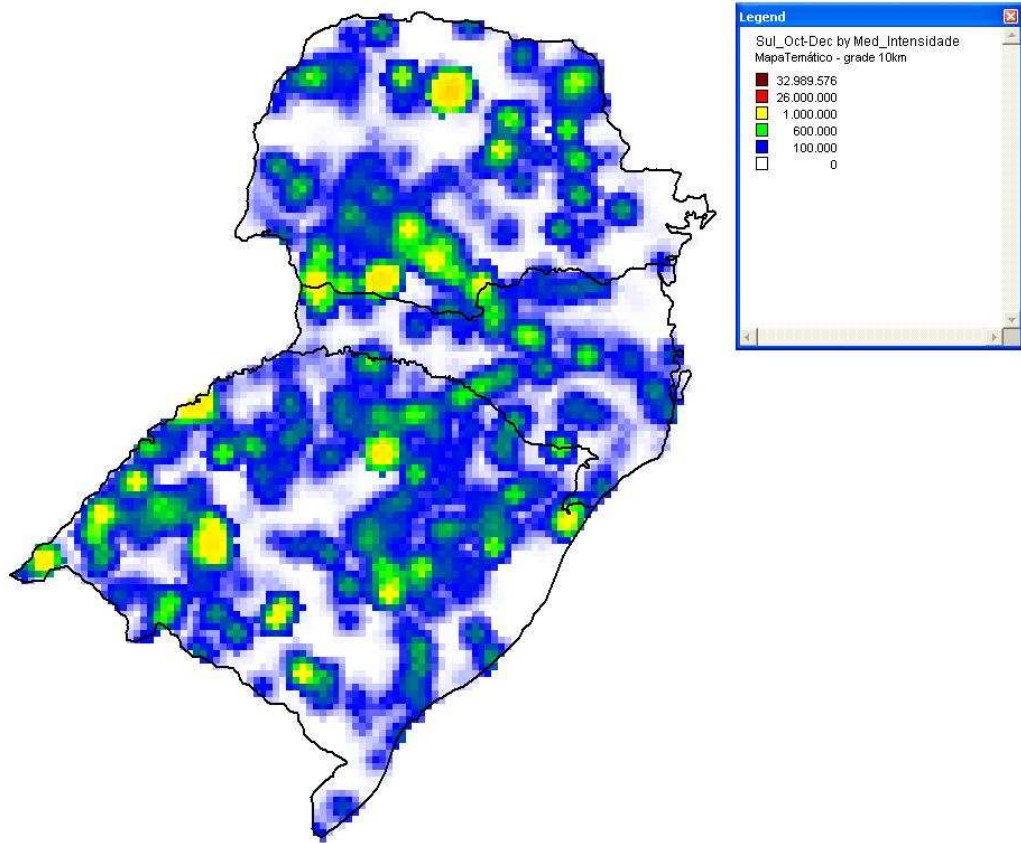 Legend
Sul_Oct-Dec by Med_Intensidade
MapaTemático - grade 10km
32.989.576
26.000.000
1.000.000
600.000
100.000
0